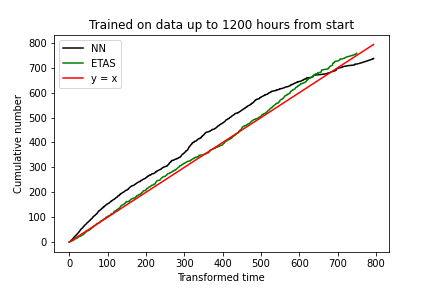 Trained on data up to 1200 hours from start
NN
ETAS
y = x
800
700
600
500
400
300
200
100
0
Cumulative number
0 100 200 300 400 500 600 700 800
Transformed time